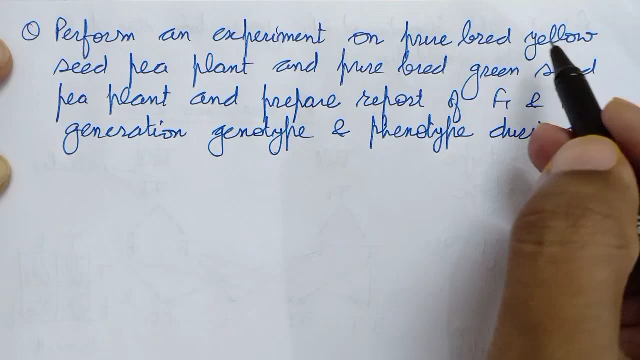 ① Perform an experiment on pure bred yellow
seed pea plant and pure bred green seed
pea plant and prepare report of F₁ &
generation genotype & phenotype